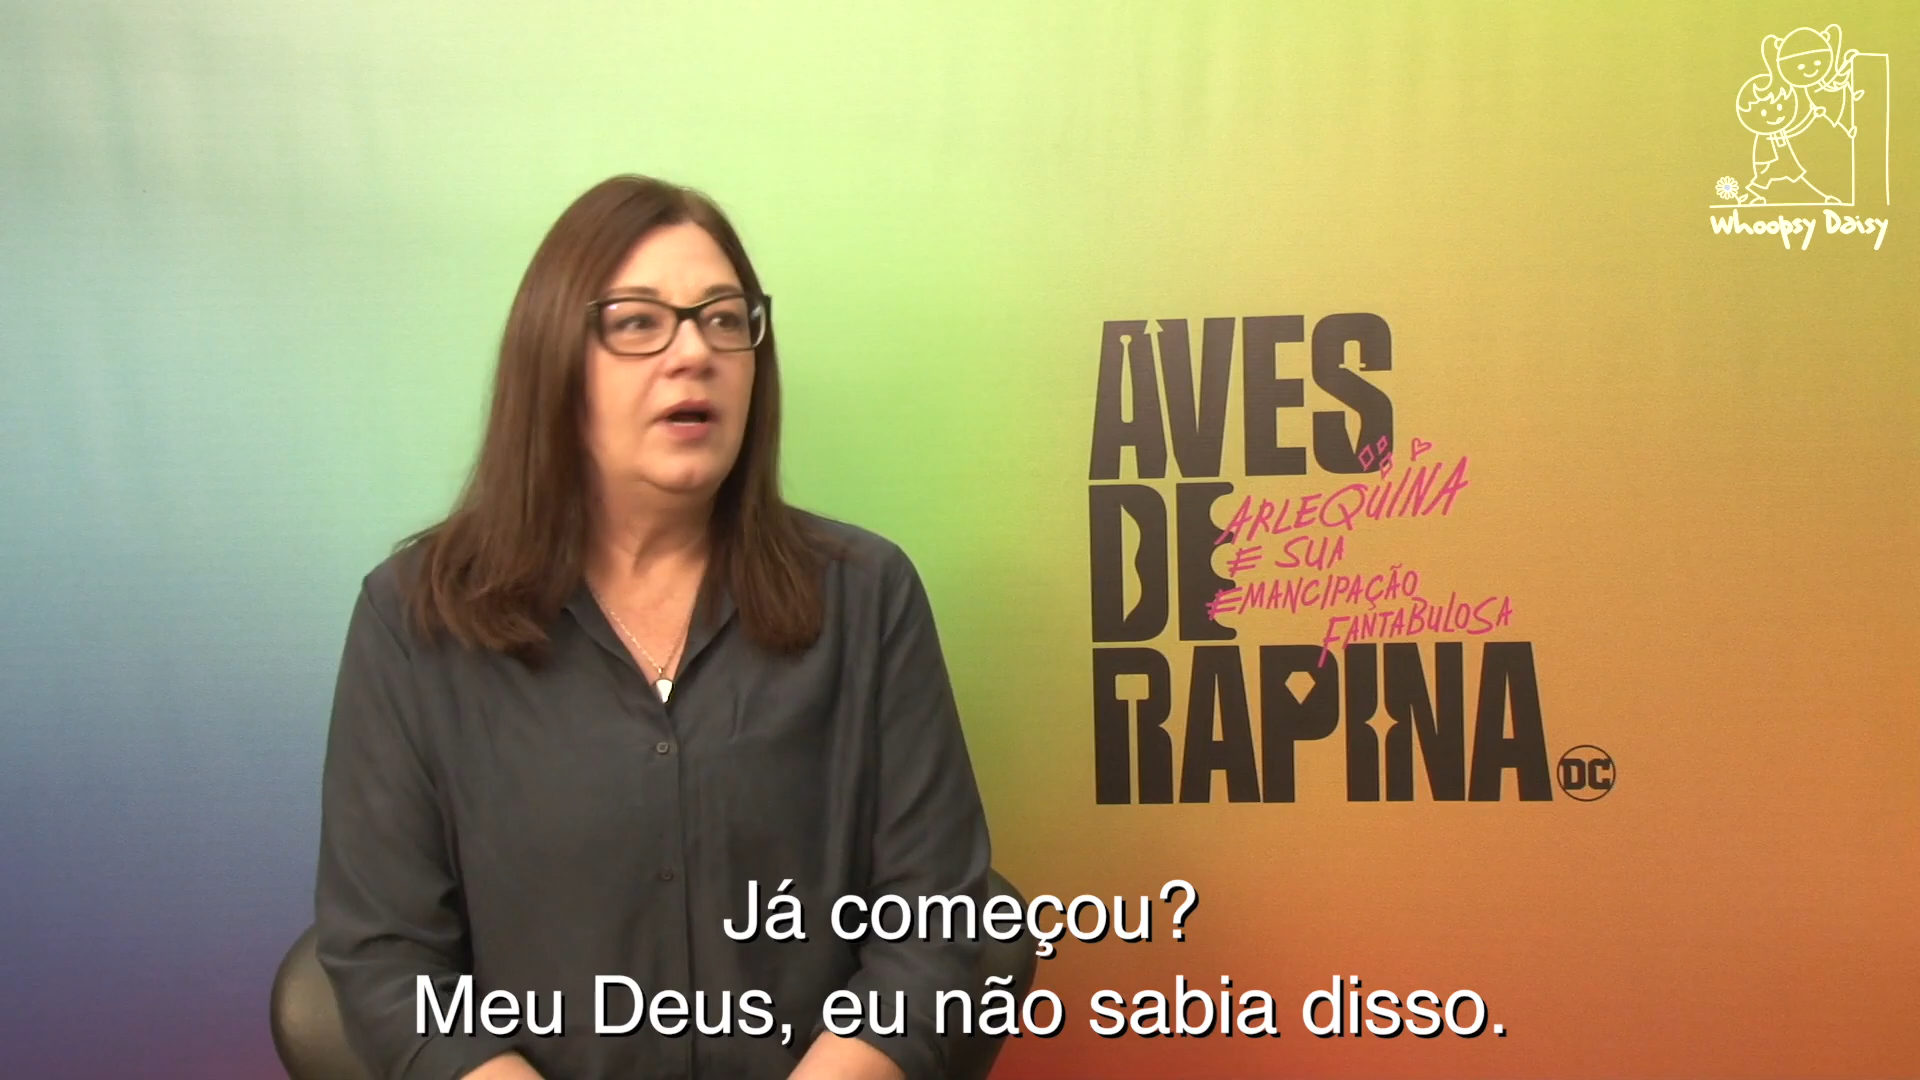 Whoopsy Daisy
AVES
DE
ARLEQUINA
E SUA
EMANCIPAÇÃO
FANTABULOSA
RAPINA
DC
Já começou?
Meu Deus, eu não sabia disso.